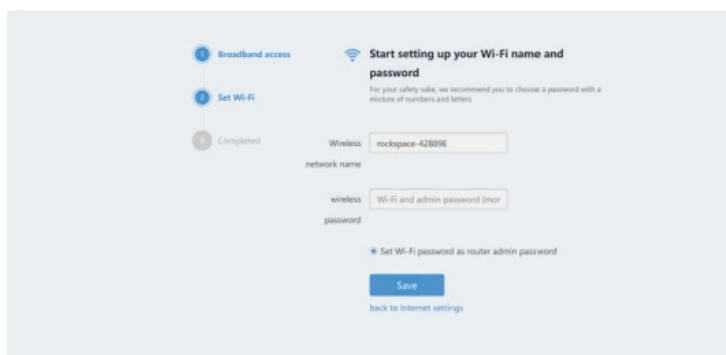 1 Broadband access
Start setting up your Wi-Fi name and
password
For your safety sake, we recommend you to choose a password with a
mixture of numbers and letters
2 Set Wi-Fi
3 Completed
Wireless
network name
rockspace-42889E
wireless
password
Wi-Fi and admin password (mor
Set Wi-Fi password as router admin password
Save
back to Internet settings